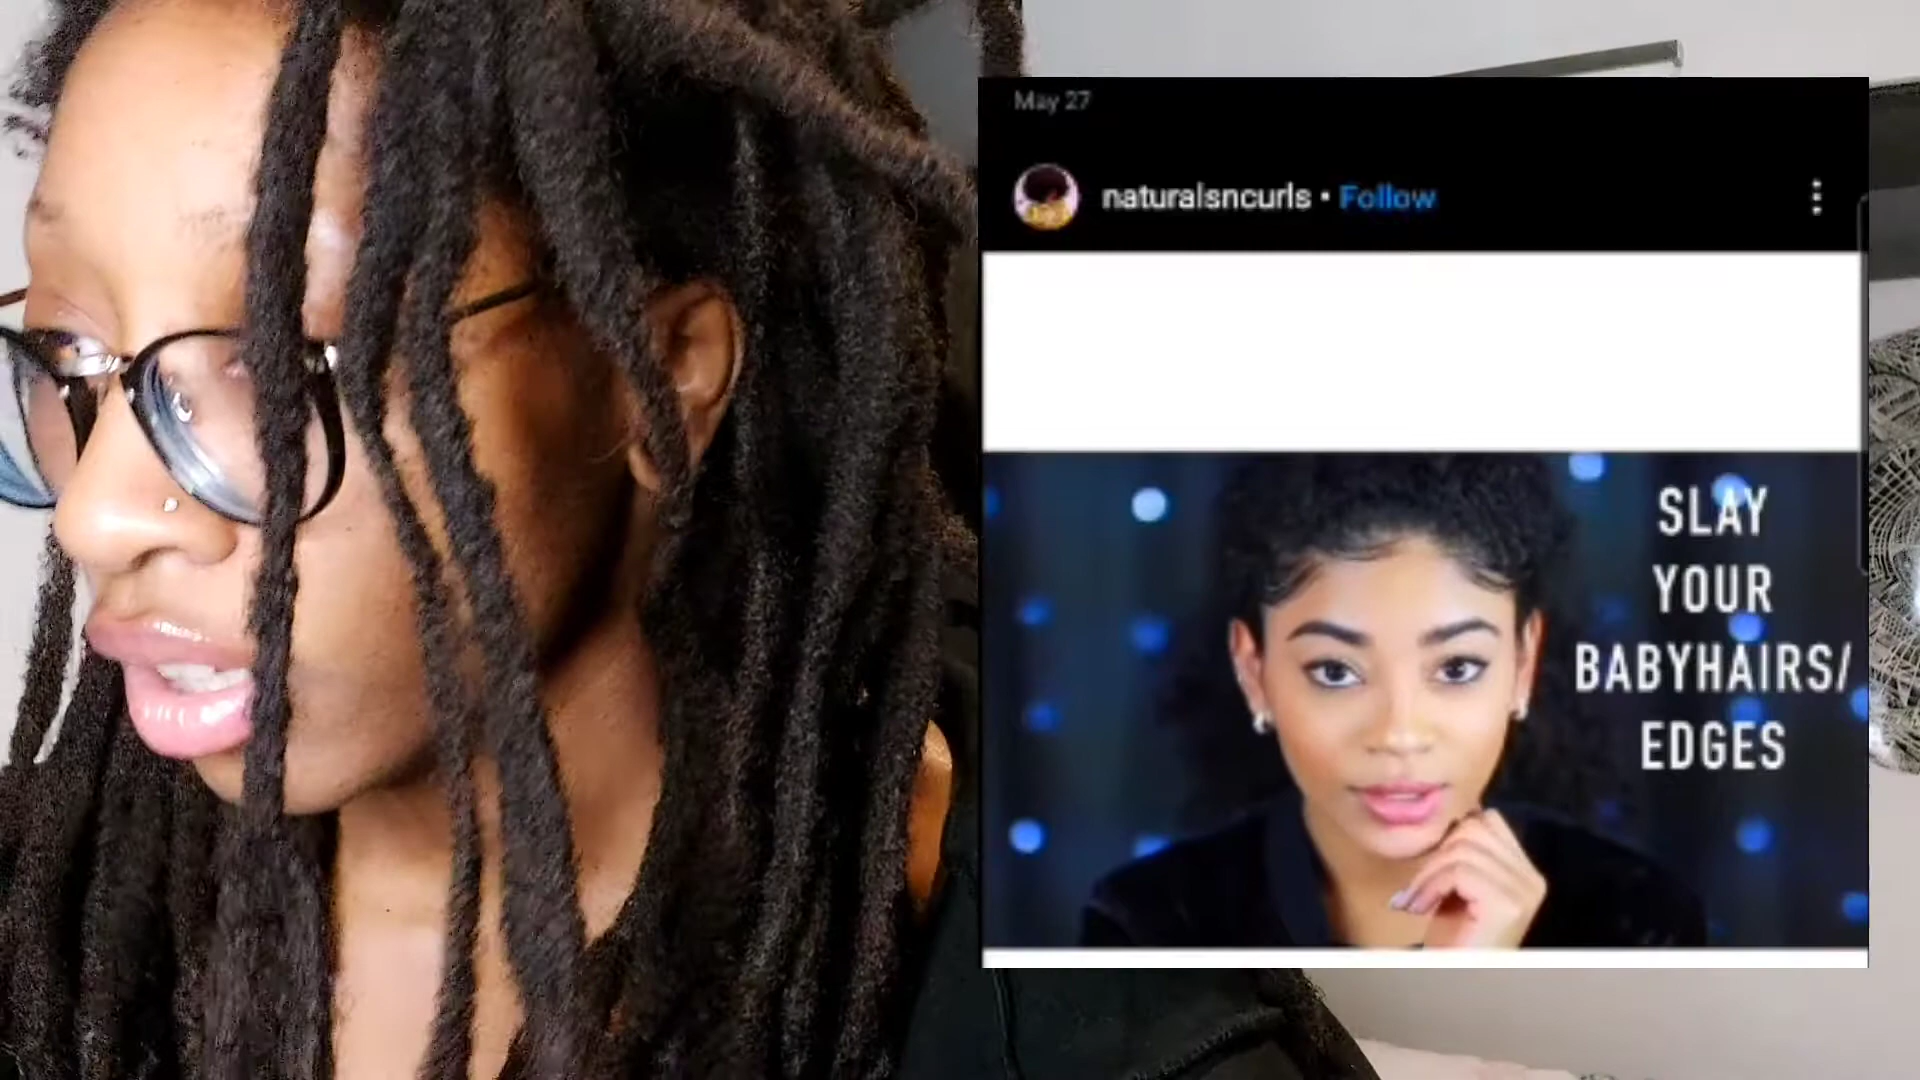 May 27
naturalsncurls • Follow
SLAY
YOUR
BABYHAIRS/
EDGES